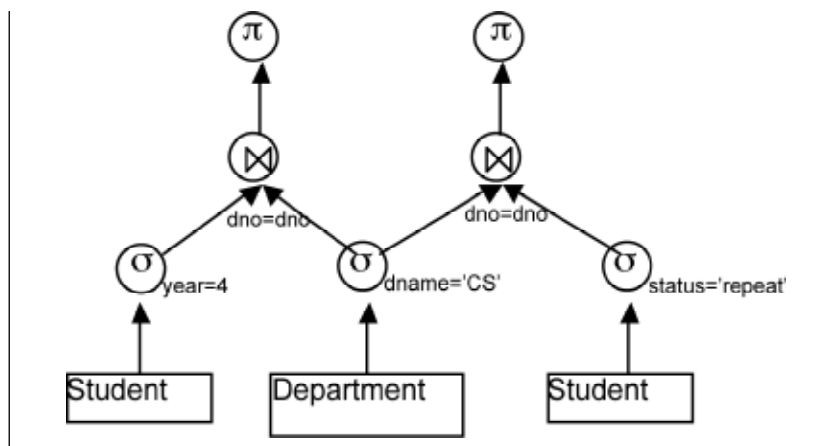 π π
⋈ ⋈
dno=dno dno=dno
σ year=4 σ dname='CS' σ status='repeat'
Student Department Student